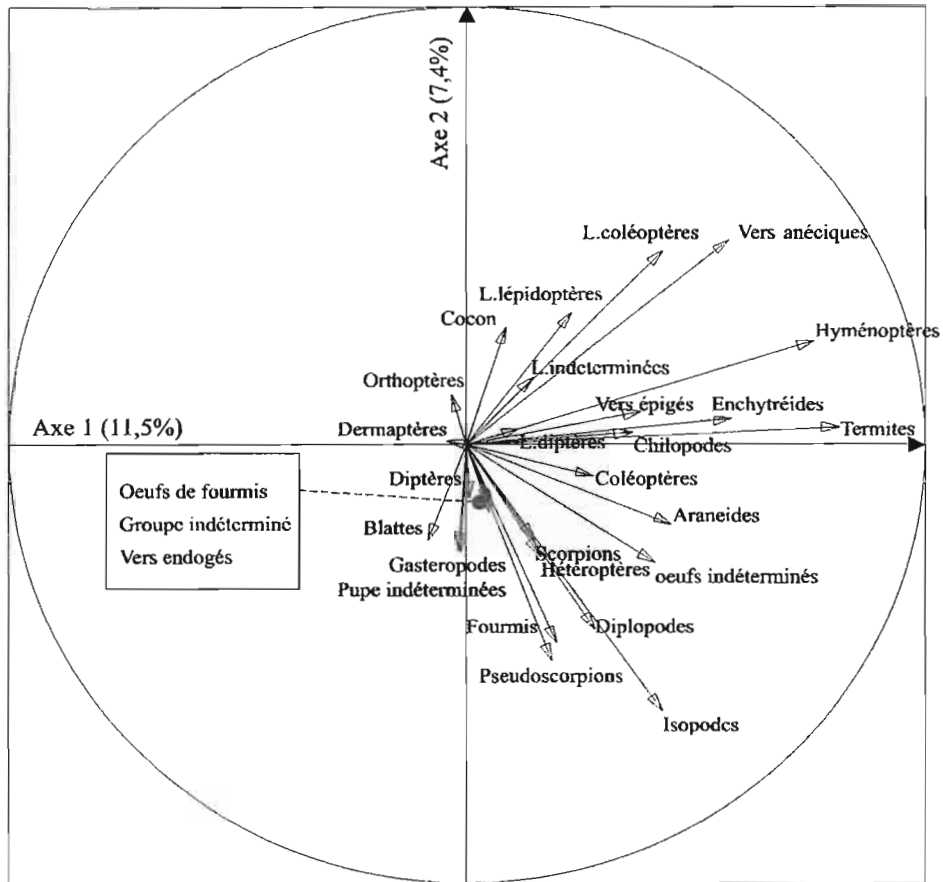 Axe 2 (7,4%)
L.coléoptères
Vers anéciques
L.lépidoptères
Cocon
Hyménoptères
L.indeterminées
Orthoptères
Vers épigés
Enchytréides
Axe 1 (11,5%)
Dermaptères
L.diptères
Chilopodes
Termites
Diptères
Coléoptères
Oeufs de fourmis
Groupe indéterminé
Vers endogés
Araneides
Blattes
Scorpions
Gasteropodes
Hétéroptères
oeufs indéterminés
Pupe indéterminées
Fourmis
Diplopodes
Pseudoscorpions
Isopodes